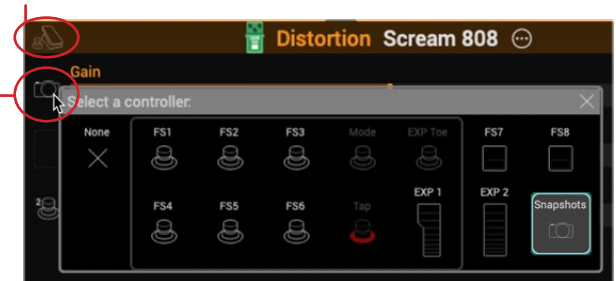 Distortion Scream 808
Gain
Select a controller:
None FS1 FS2 FS3 Mode EXP Toe FS7 FS8
2
FS4 FS5 FS6 Tap EXP 1 EXP 2 Snapshots